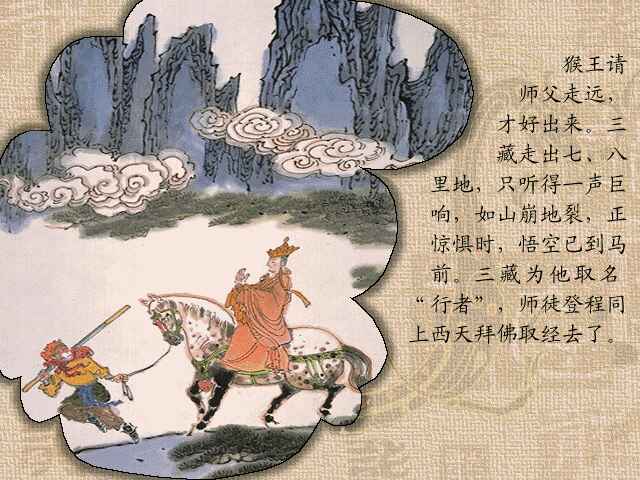 猴王请
师父走远，
才好出来。三
藏走出七、八
里地，只听得一声巨
响，如山崩地裂，正
惊惧时，悟空已到马
前。三藏为他取名
“行者”，师徒登程同
上西天拜佛取经去了。